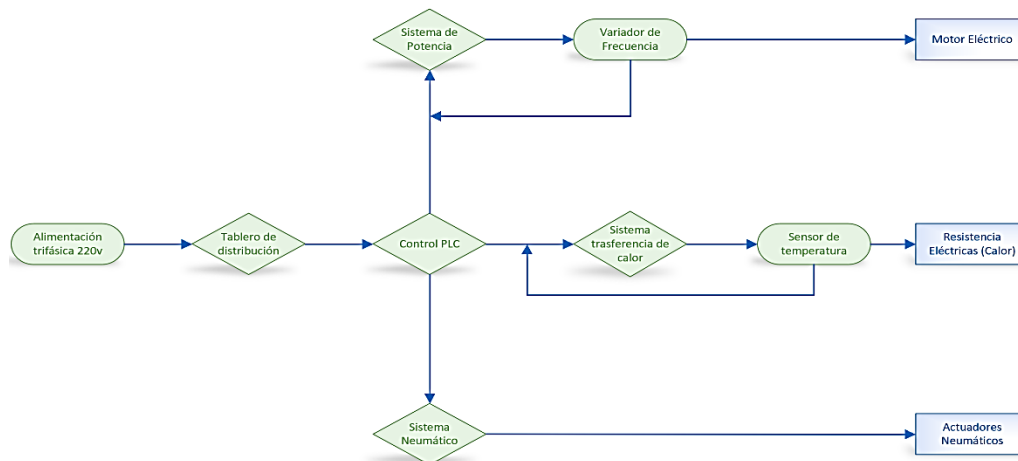 Sistema de
Potencia
Variador de
Frecuencia
Motor Eléctrico
Alimentación
trifásica 220v
Tablero de
distribución
Control PLC
Sistema
trasferencia de
calor
Sensor de
temperatura
Resistencia
Eléctricas (Calor)
Sistema
Neumático
Actuadores
Neumáticos